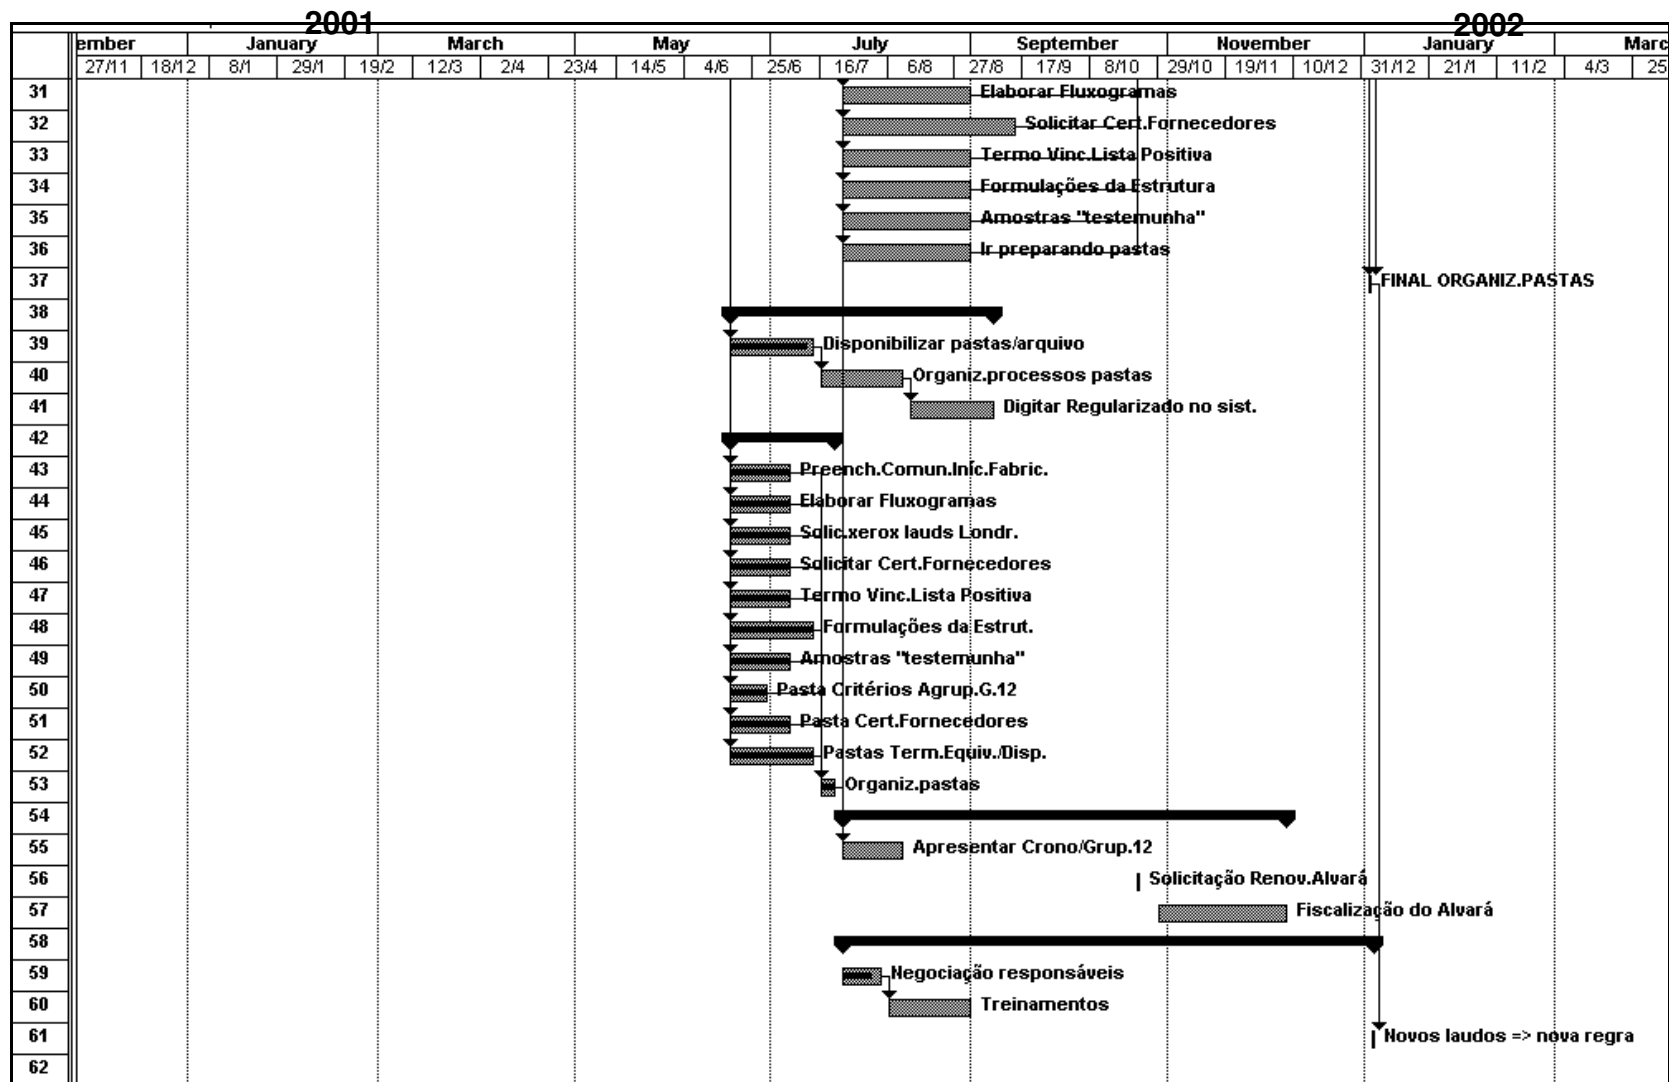 2001 2002
ember January March May July September November January Marc
27/11 18/12 8/1 29/1 19/2 12/3 2/4 23/4 14/5 4/6 25/6 16/7 6/8 27/8 17/9 8/10 29/10 19/11 10/12 31/12 21/1 11/2 4/3 25
31 Elaborar Fluxogramas
32 Solicitar Cert.Fornecedores
33 Termo Vinc.Lista Positiva
34 Formulações da Estrutura
35 Amostras "testemunha"
36 Ir preparando pastas
37 FINAL ORGANIZ.PASTAS
38
39 Disponibilizar pastas/arquivo
40 Organiz.processos pastas
41 Digitar Regularizado no sist.
42
43 Preench.Comun.Iníc.Fabric.
44 Elaborar Fluxogramas
45 Solic.xerox lauds Londr.
46 Solicitar Cert.Fornecedores
47 Termo Vinc.Lista Positiva
48 Formulações da Estrut.
49 Amostras "testemunha"
50 Pasta Critérios Agrup.G.12
51 Pasta Cert.Fornecedores
52 Pastas Term.Equiv./Disp.
53 Organiz.pastas
54
55 Apresentar Crono/Grup.12
56 Solicitação Renov.Alvará
57 Fiscalização do Alvará
58
59 Negociação responsáveis
60 Treinamentos
61 Novos laudos => nova regra
62